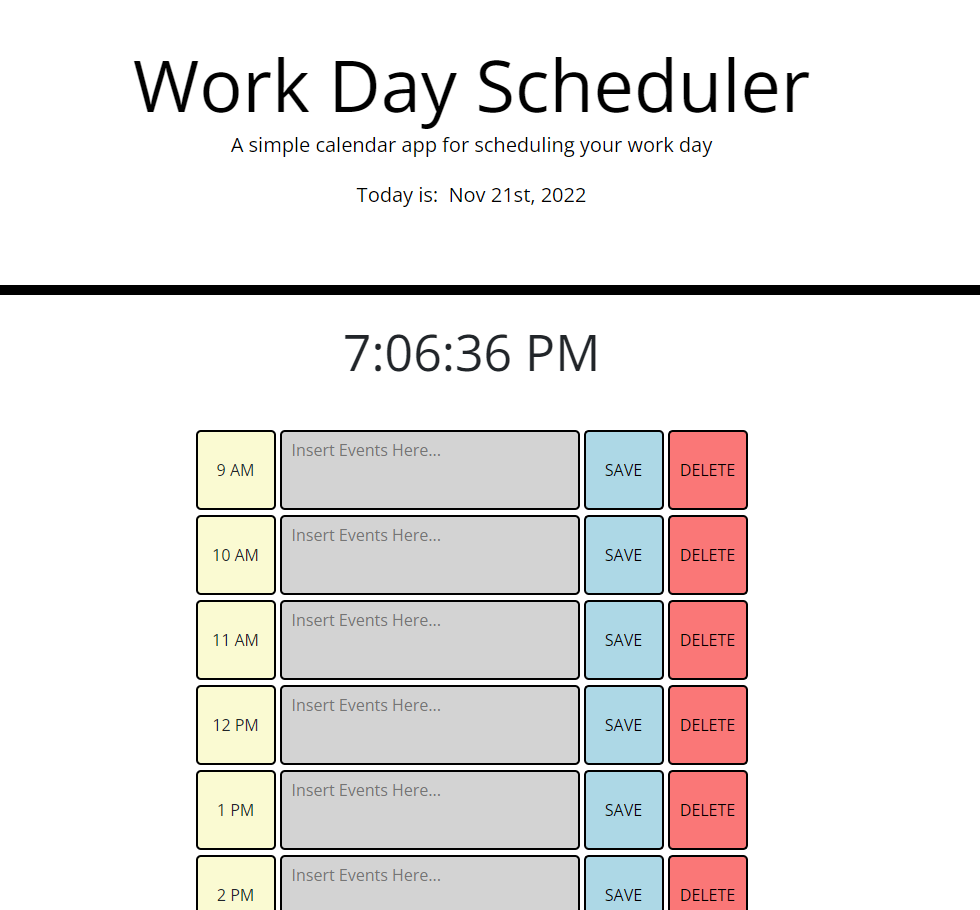 Work Day Scheduler
A simple calendar app for scheduling your work day
Today is: Nov 21st, 2022
7:06:36 PM
9 AM Insert Events Here... SAVE DELETE
10 AM Insert Events Here... SAVE DELETE
11 AM Insert Events Here... SAVE DELETE
12 PM Insert Events Here... SAVE DELETE
1 PM Insert Events Here... SAVE DELETE
2 PM Insert Events Here... SAVE DELETE